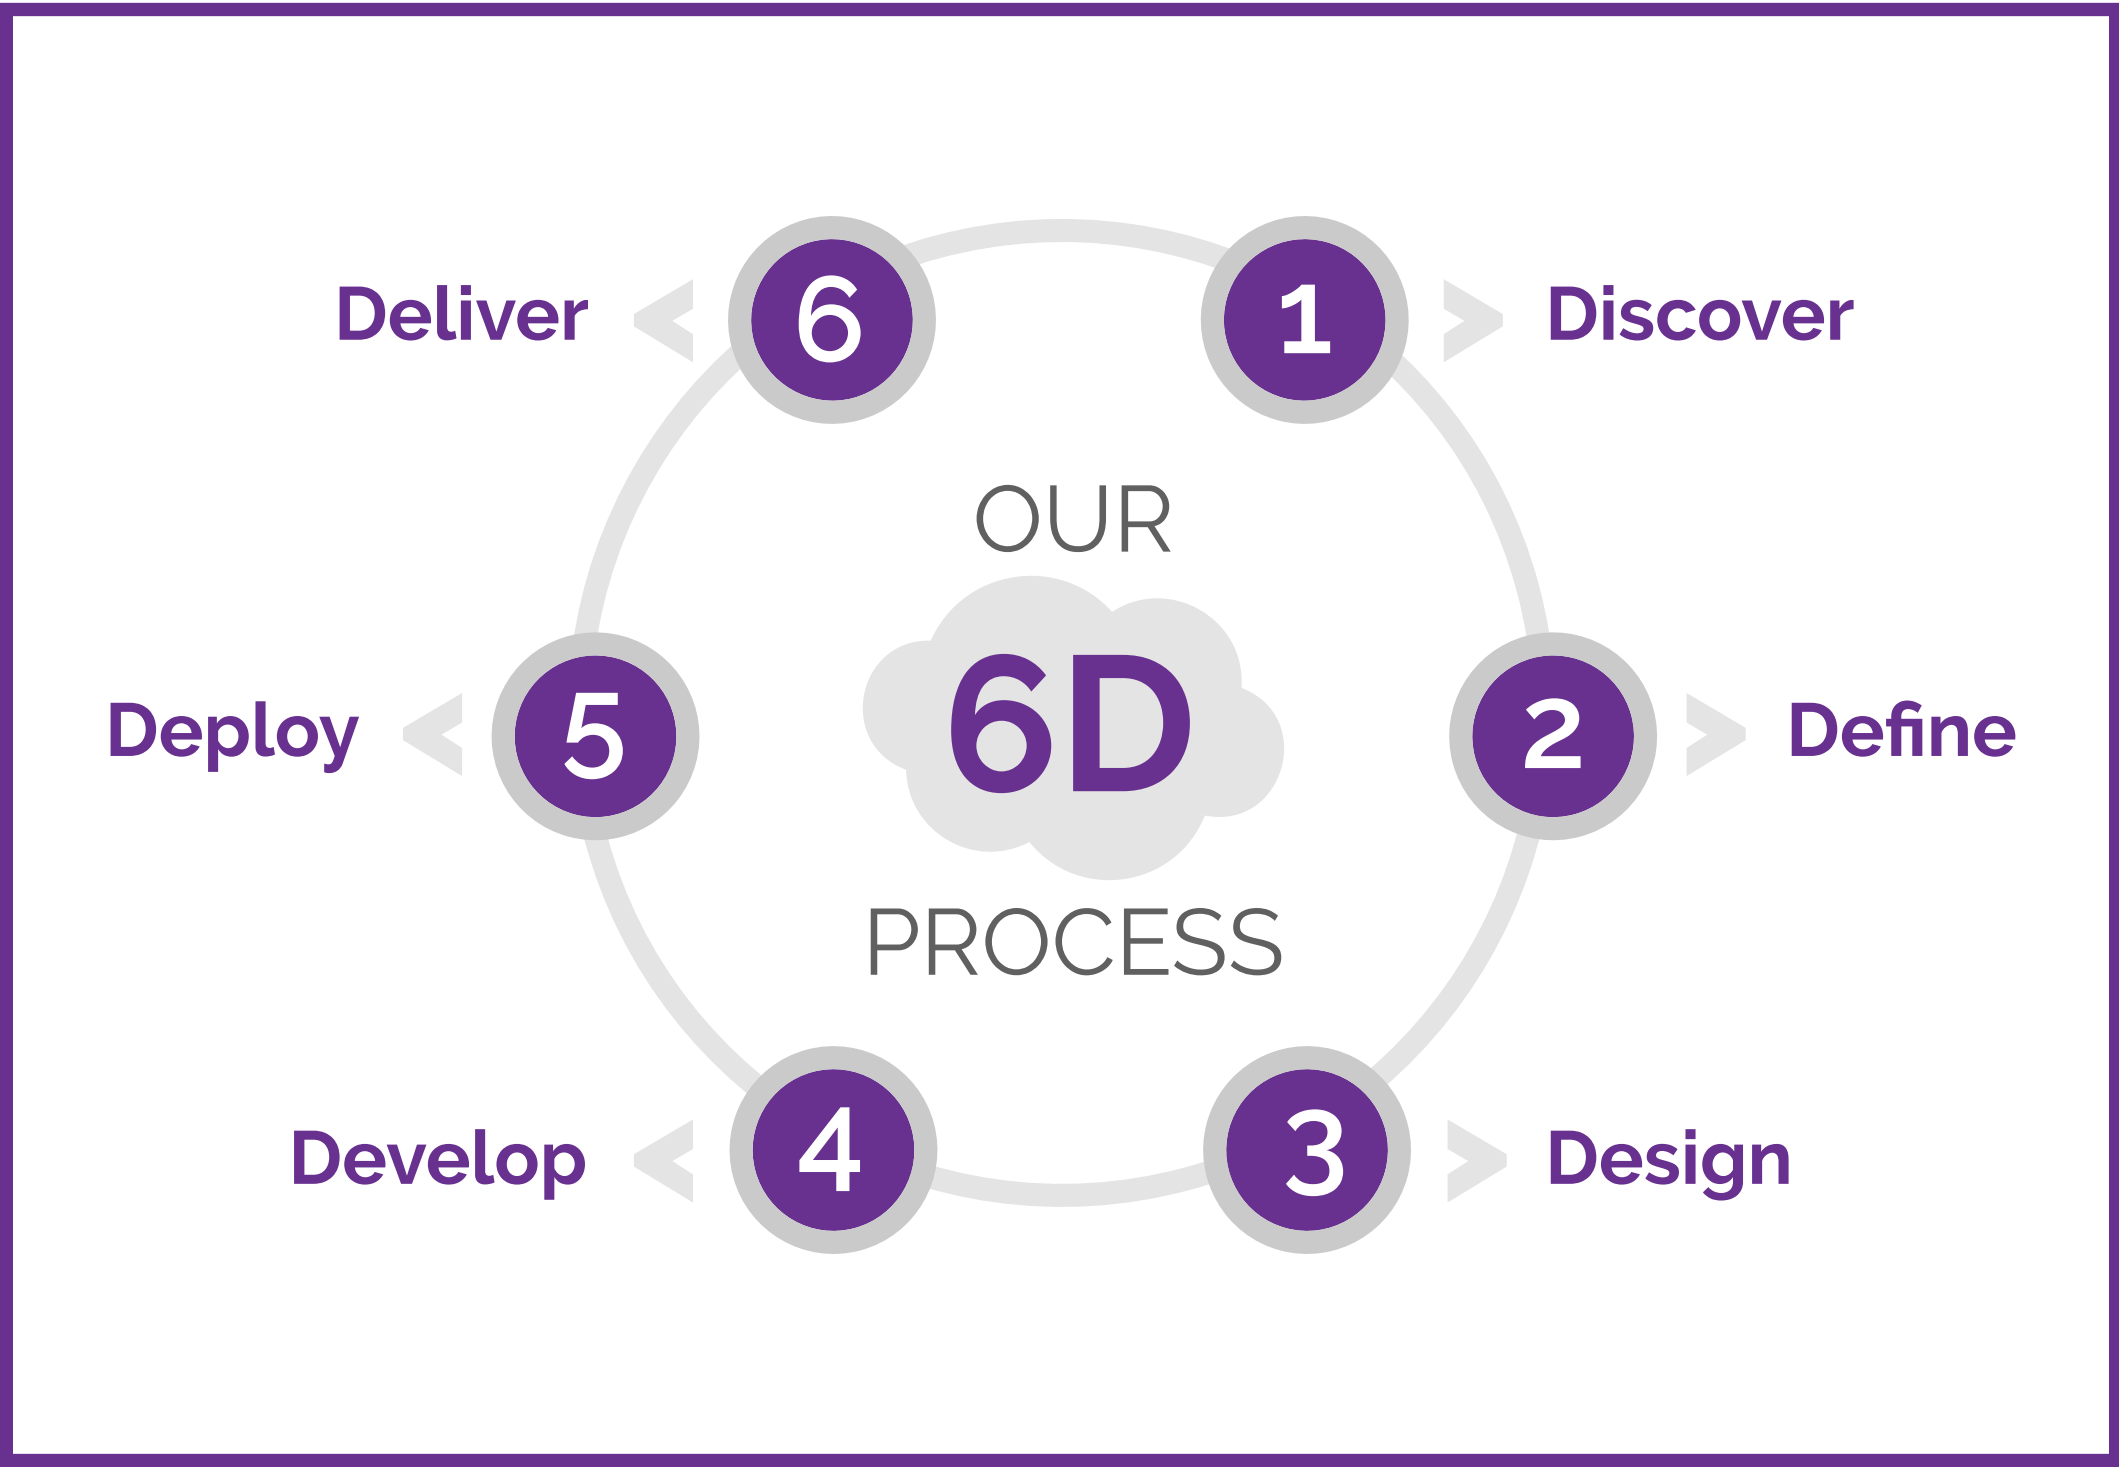 OUR
6D
PROCESS
1
Discover
2
Define
3
Design
4
Develop
5
Deploy
6
Deliver